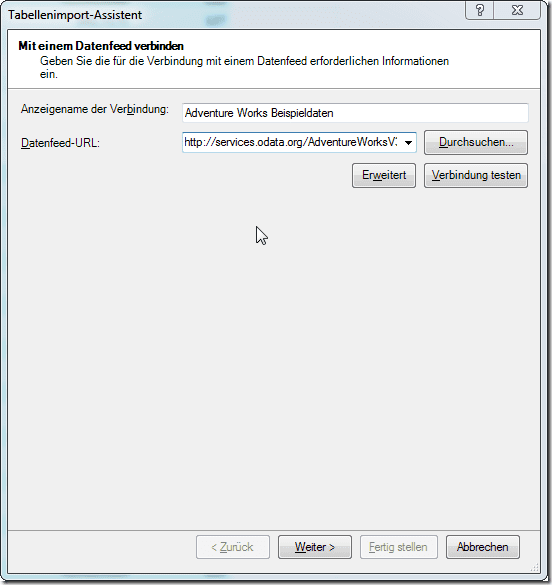 Tabellenimport-Assistent
Mit einem Datenfeed verbinden
Geben Sie die für die Verbindung mit einem Datenfeed erforderlichen Informationen
ein.
Anzeigename der Verbindung: Adventure Works Beispieldaten
Datenfeed-URL: http://services.odata.org/AdventureWorksV3 Durchsuchen...
Erweitert Verbindung testen
< Zurück Weiter > Fertig stellen Abbrechen